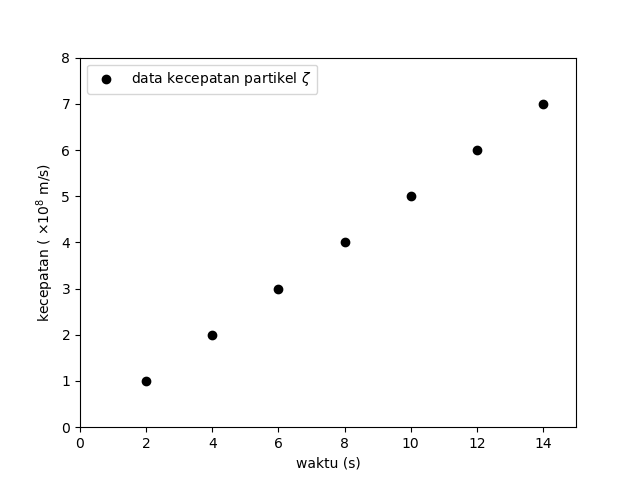 data kecepatan partikel ζ
8
7
6
5
4
3
2
1
0
kecepatan ( ×10⁸ m/s)
0 2 4 6 8 10 12 14
waktu (s)